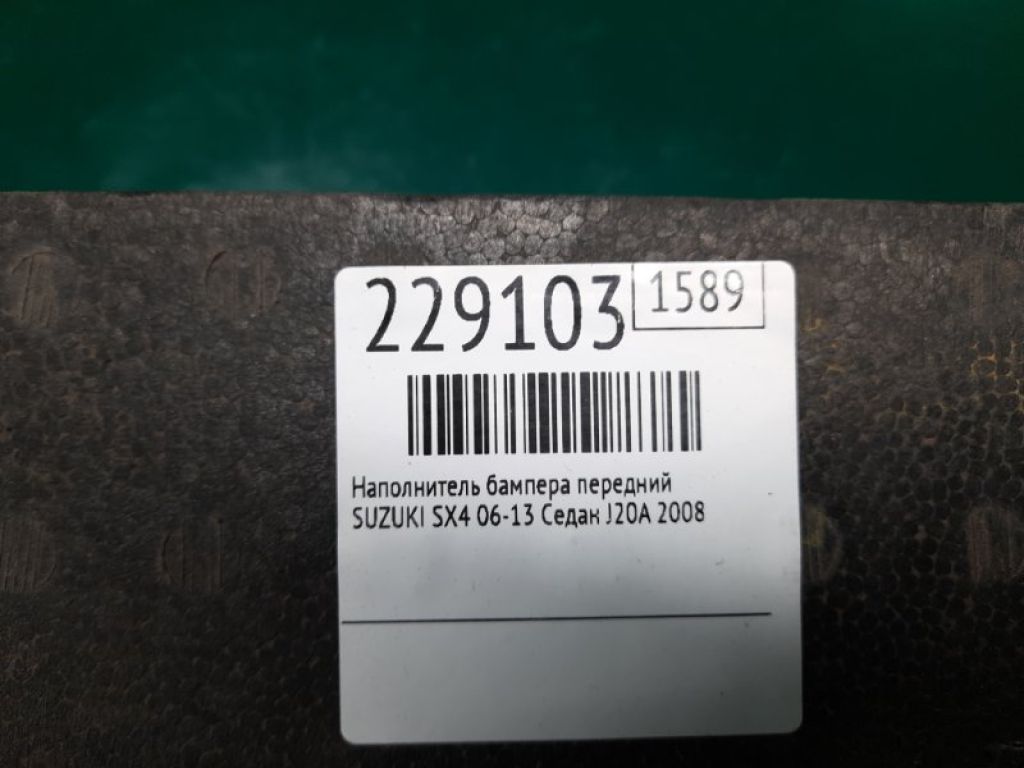 229103 1589
Наполнитель бампера передний
SUZUKI SX4 06-13 Седан J20A 2008